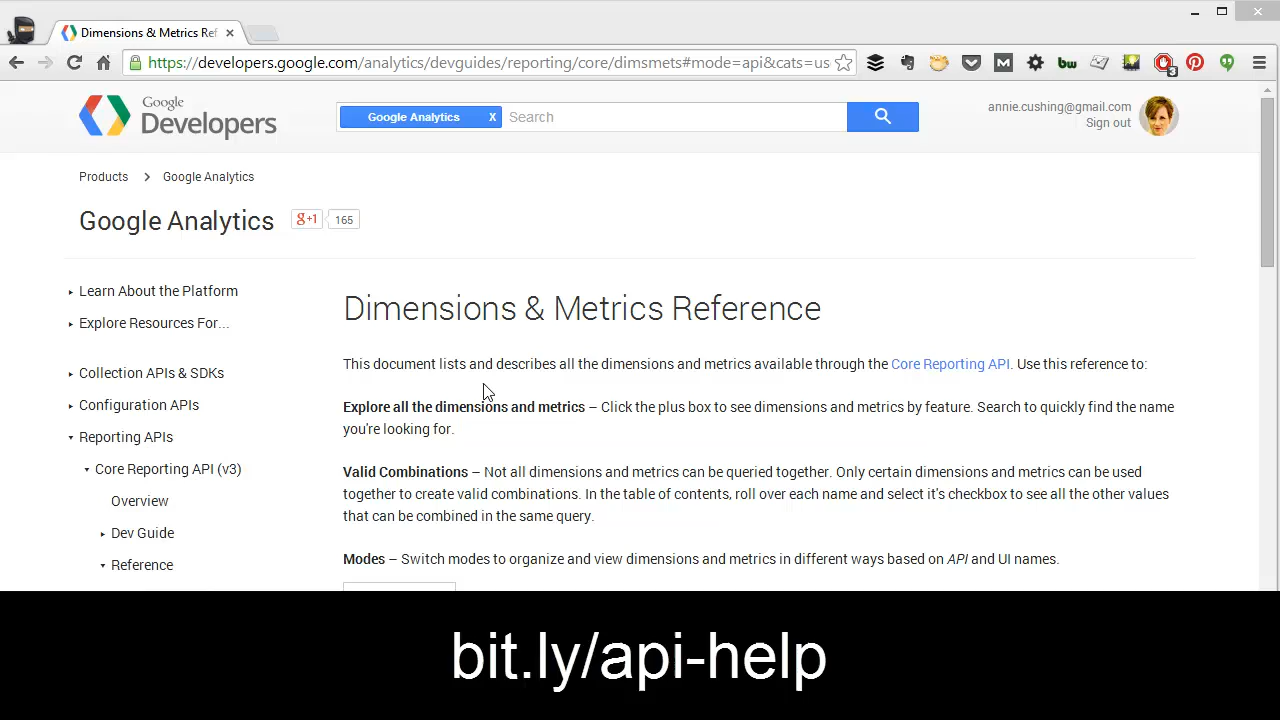 Dimensions & Metrics Ref
https://developers.google.com/analytics/devguides/reporting/core/dimsmets#mode=api&cats=us
M
bw
3
Google
Developers
Google Analytics X Search
annie.cushing@gmail.com
Sign out
Products > Google Analytics
Google Analytics
g+1 165
Learn About the Platform
Explore Resources For...
Collection APIs & SDKs
Configuration APIs
Reporting APIs
Core Reporting API (v3)
Overview
Dev Guide
Reference
Dimensions & Metrics Reference
This document lists and describes all the dimensions and metrics available through the Core Reporting API. Use this reference to:
Explore all the dimensions and metrics – Click the plus box to see dimensions and metrics by feature. Search to quickly find the name
you're looking for.
Valid Combinations – Not all dimensions and metrics can be queried together. Only certain dimensions and metrics can be used
together to create valid combinations. In the table of contents, roll over each name and select it's checkbox to see all the other values
that can be combined in the same query.
Modes – Switch modes to organize and view dimensions and metrics in different ways based on API and UI names.
bit.ly/api-help